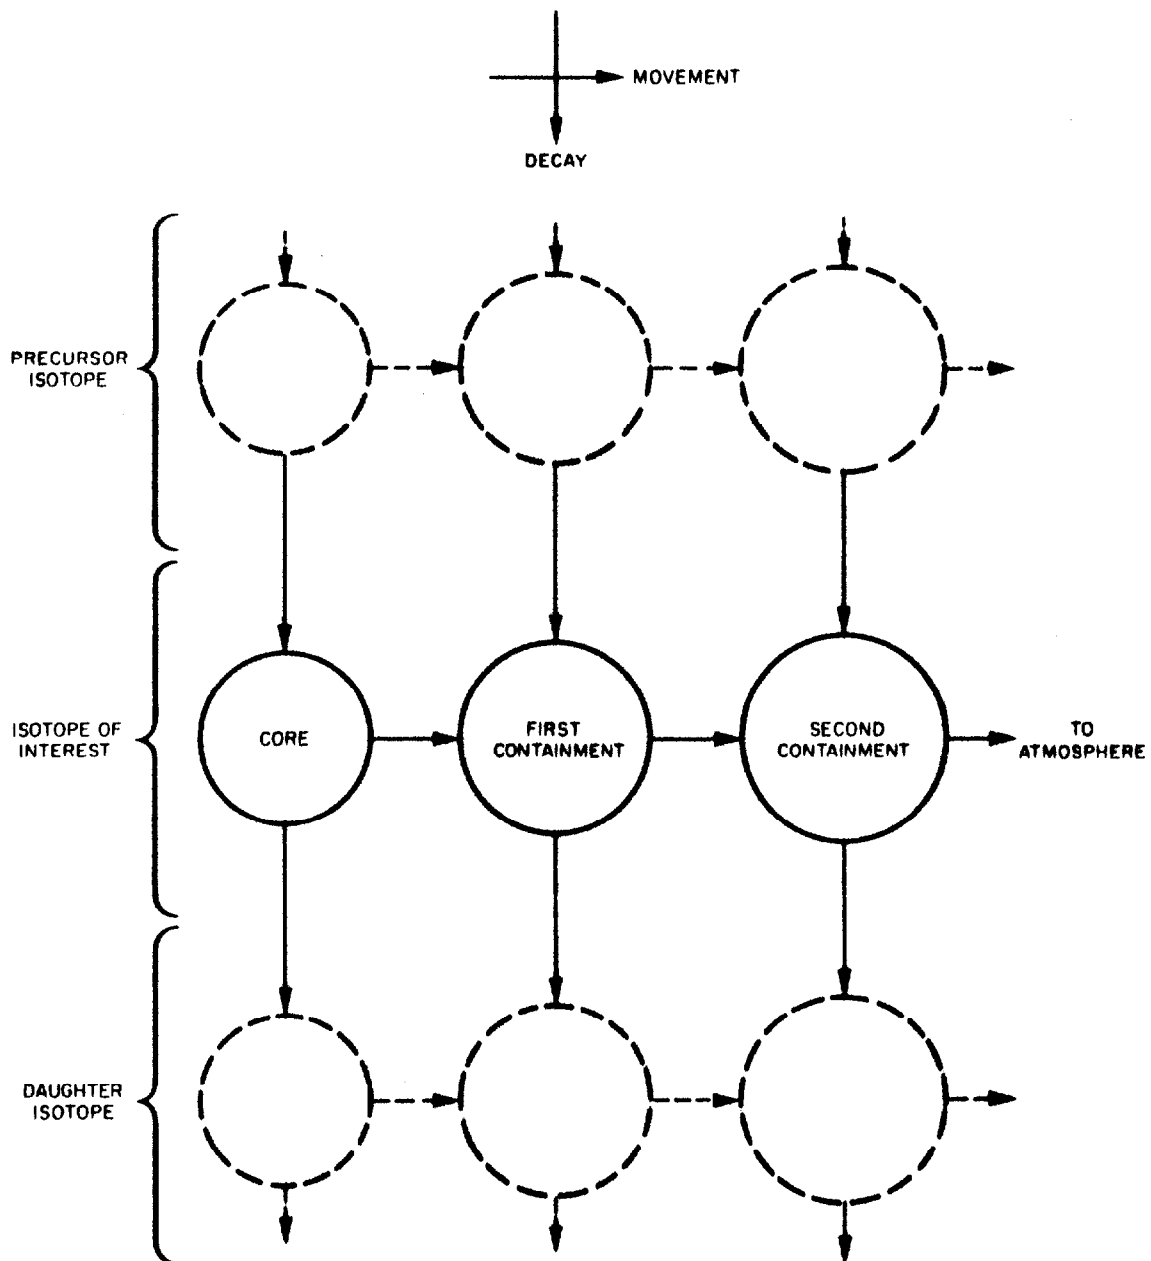 MOVEMENT
DECAY
PRECURSOR
ISOTOPE
ISOTOPE OF
INTEREST
CORE
FIRST
CONTAINMENT
SECOND
CONTAINMENT
TO
ATMOSPHERE
DAUGHTER
ISOTOPE